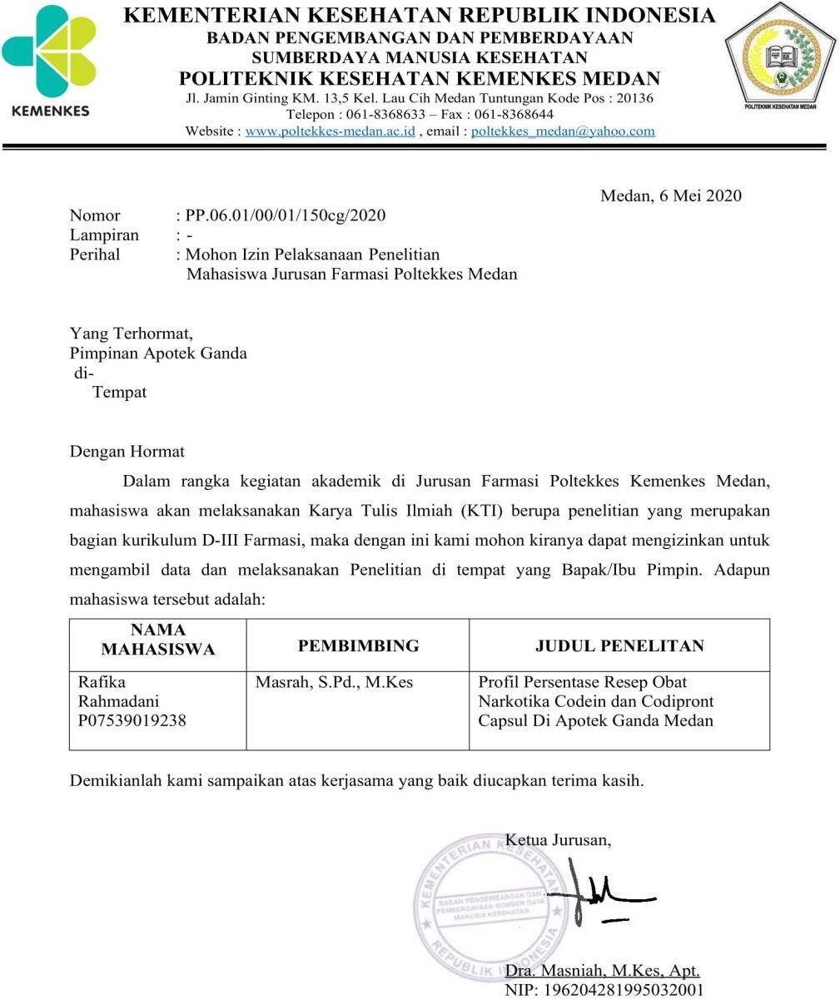 KEMENTERIAN KESEHATAN REPUBLIK INDONESIA
BADAN PENGEMBANGAN DAN PEMBERDAYAAN
SUMBERDAYA MANUSIA KESEHATAN
POLITEKNIK KESEHATAN KEMENKES MEDAN
Jl. Jamin Ginting KM. 13,5 Kel. Lau Cih Medan Tuntungan Kode Pos : 20136
Telepon : 061-8368633 – Fax : 061-8368644
Website : www.poltekkes-medan.ac.id , email : poltekkes_medan@yahoo.com
KEMENKES
POLITEKNIK KESEHATAN MEDAN
Medan, 6 Mei 2020
Nomor : PP.06.01/00/01/150cg/2020
Lampiran : -
Perihal : Mohon Izin Pelaksanaan Penelitian
Mahasiswa Jurusan Farmasi Poltekkes Medan
Yang Terhormat,
Pimpinan Apotek Ganda
di-
Tempat
Dengan Hormat
Dalam rangka kegiatan akademik di Jurusan Farmasi Poltekkes Kemenkes Medan,
mahasiswa akan melaksanakan Karya Tulis Ilmiah (KTI) berupa penelitian yang merupakan
bagian kurikulum D-III Farmasi, maka dengan ini kami mohon kiranya dapat mengizinkan untuk
mengambil data dan melaksanakan Penelitian di tempat yang Bapak/Ibu Pimpin. Adapun
mahasiswa tersebut adalah:
NAMA
MAHASISWA
PEMBIMBING
JUDUL PENELITAN
Rafika
Rahmadani
P07539019238
Masrah, S.Pd., M.Kes
Profil Persentase Resep Obat
Narkotika Codein dan Codipront
Capsul Di Apotek Ganda Medan
Demikianlah kami sampaikan atas kerjasama yang baik diucapkan terima kasih.
Ketua Jurusan,
KEMENTERIAN KESEHATAN
BADAN PENGEMBANGAN DAN
PEMBERDAYAAN SUMBER DAYA
MANUSIA KESEHATAN
REPUBLIK INDONESIA
Dra. Masniah, M.Kes, Apt.
NIP: 196204281995032001